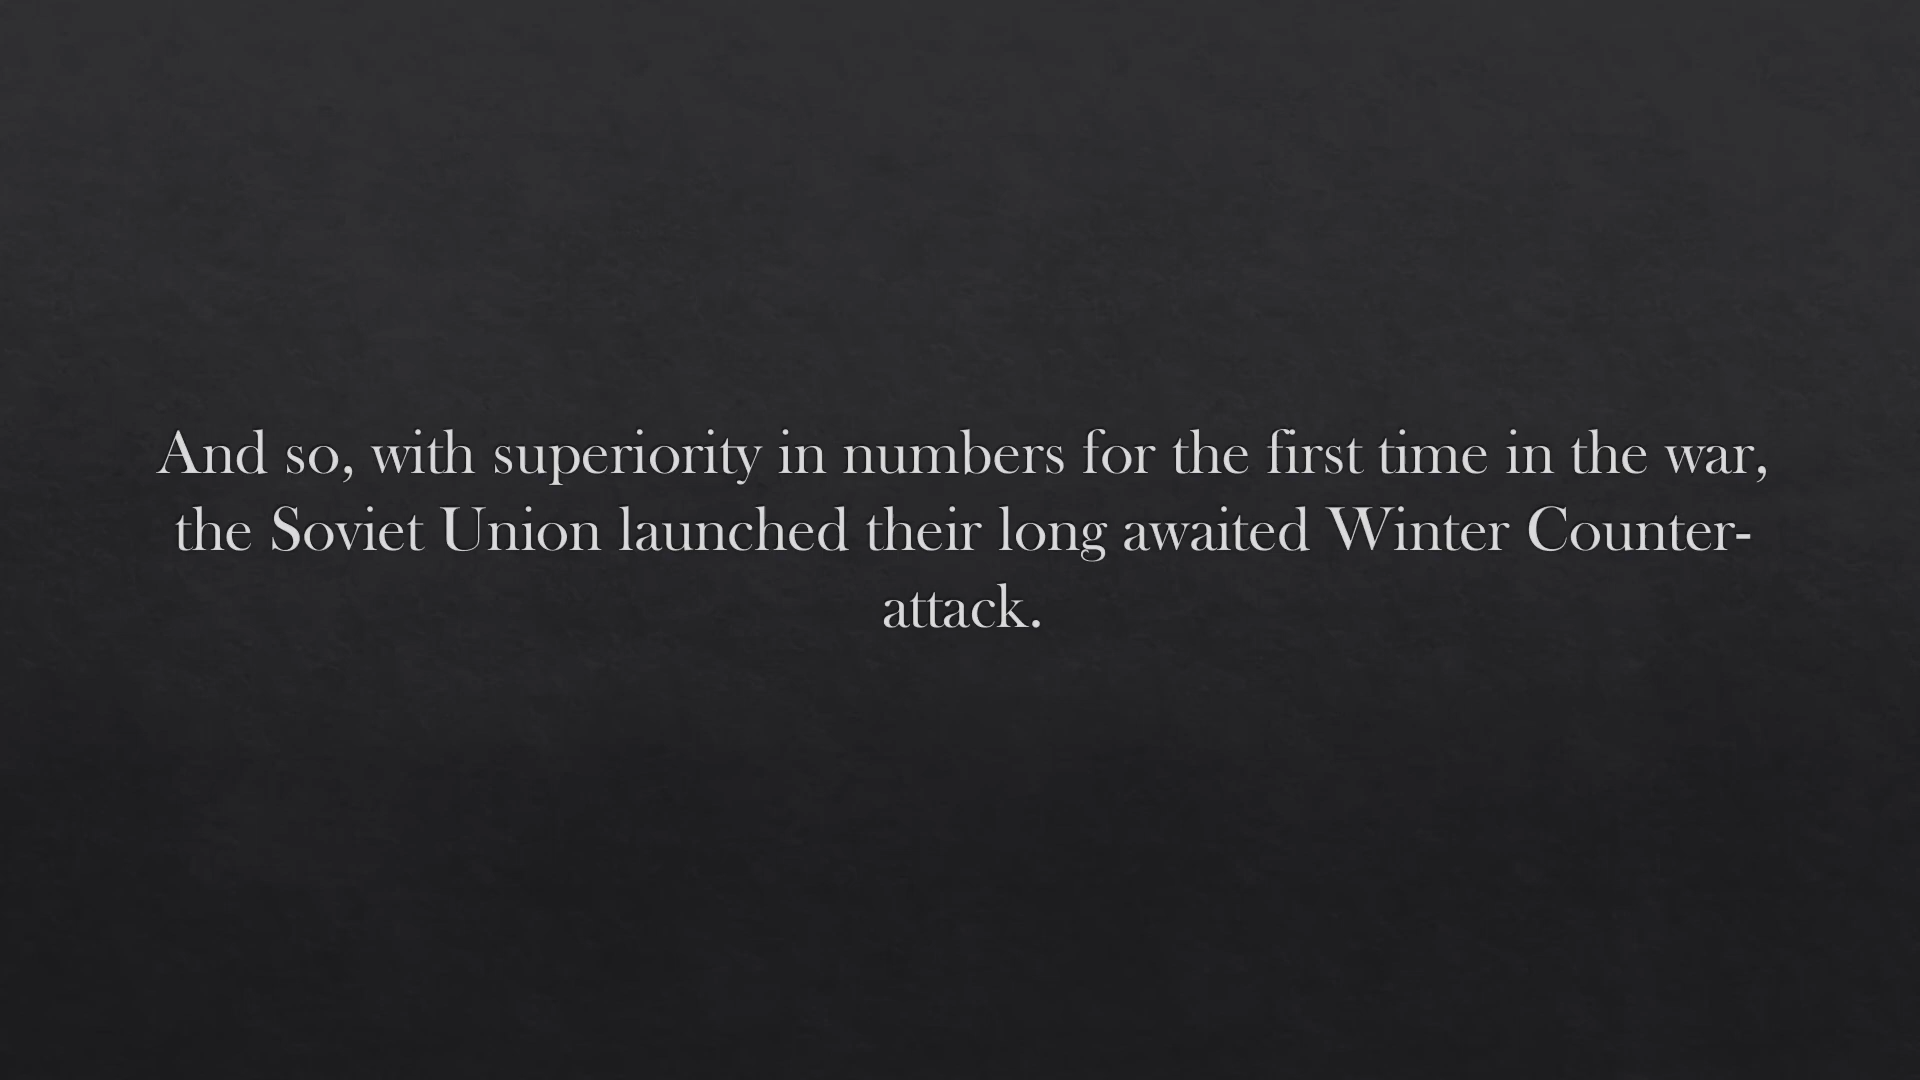 And so, with superiority in numbers for the first time in the war,
the Soviet Union launched their long awaited Winter Counter-
attack.